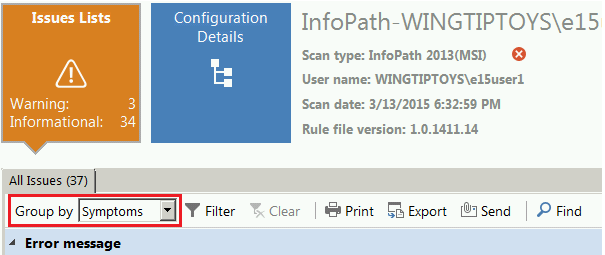 Issues Lists
Warning: 3
Informational: 34
Configuration
Details
InfoPath-WINGTIPTOYS\e15
Scan type: InfoPath 2013(MSI)
User name: WINGTIPTOYS\e15user1
Scan date: 3/13/2015 6:32:59 PM
Rule file version: 1.0.1411.14
All Issues (37)
Group by Symptoms Filter Clear Print Export Send Find
Error message